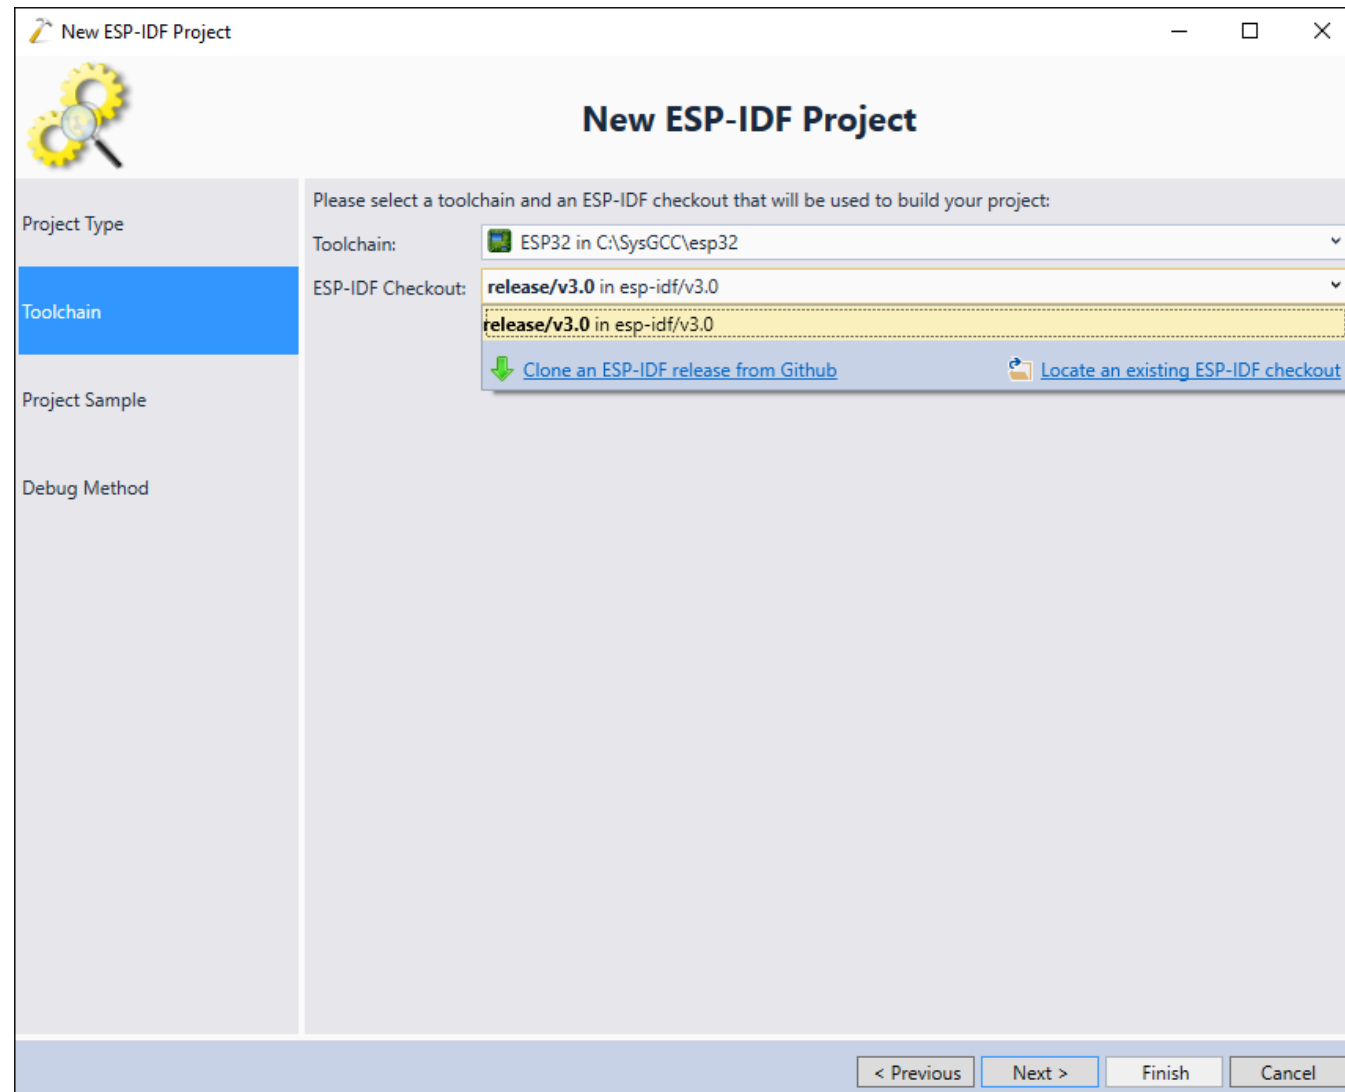 New ESP-IDF Project
New ESP-IDF Project
Project Type
Toolchain
Project Sample
Debug Method
Please select a toolchain and an ESP-IDF checkout that will be used to build your project:
Toolchain: ESP32 in C:\SysGCC\esp32
ESP-IDF Checkout: release/v3.0 in esp-idf/v3.0
release/v3.0 in esp-idf/v3.0
Clone an ESP-IDF release from Github Locate an existing ESP-IDF checkout
< Previous Next > Finish Cancel